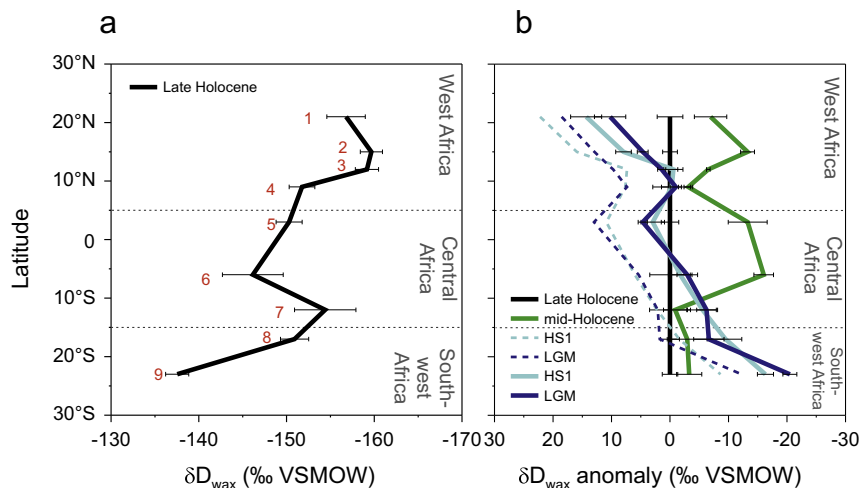 a
b
30°N
20°N
10°N
0
10°S
20°S
30°S
Latitude
Late Holocene
1
2
3
4
5
6
7
8
9
West Africa
Central
Africa
South-
west
Africa
-130
-140
-150
-160
-170
δD_wax (‰ VSMOW)
West Africa
Central
Africa
South-
west Africa
Late Holocene
mid-Holocene
HS1
LGM
HS1
LGM
30
20
10
0
-10
-20
-30
δD_wax anomaly (‰ VSMOW)